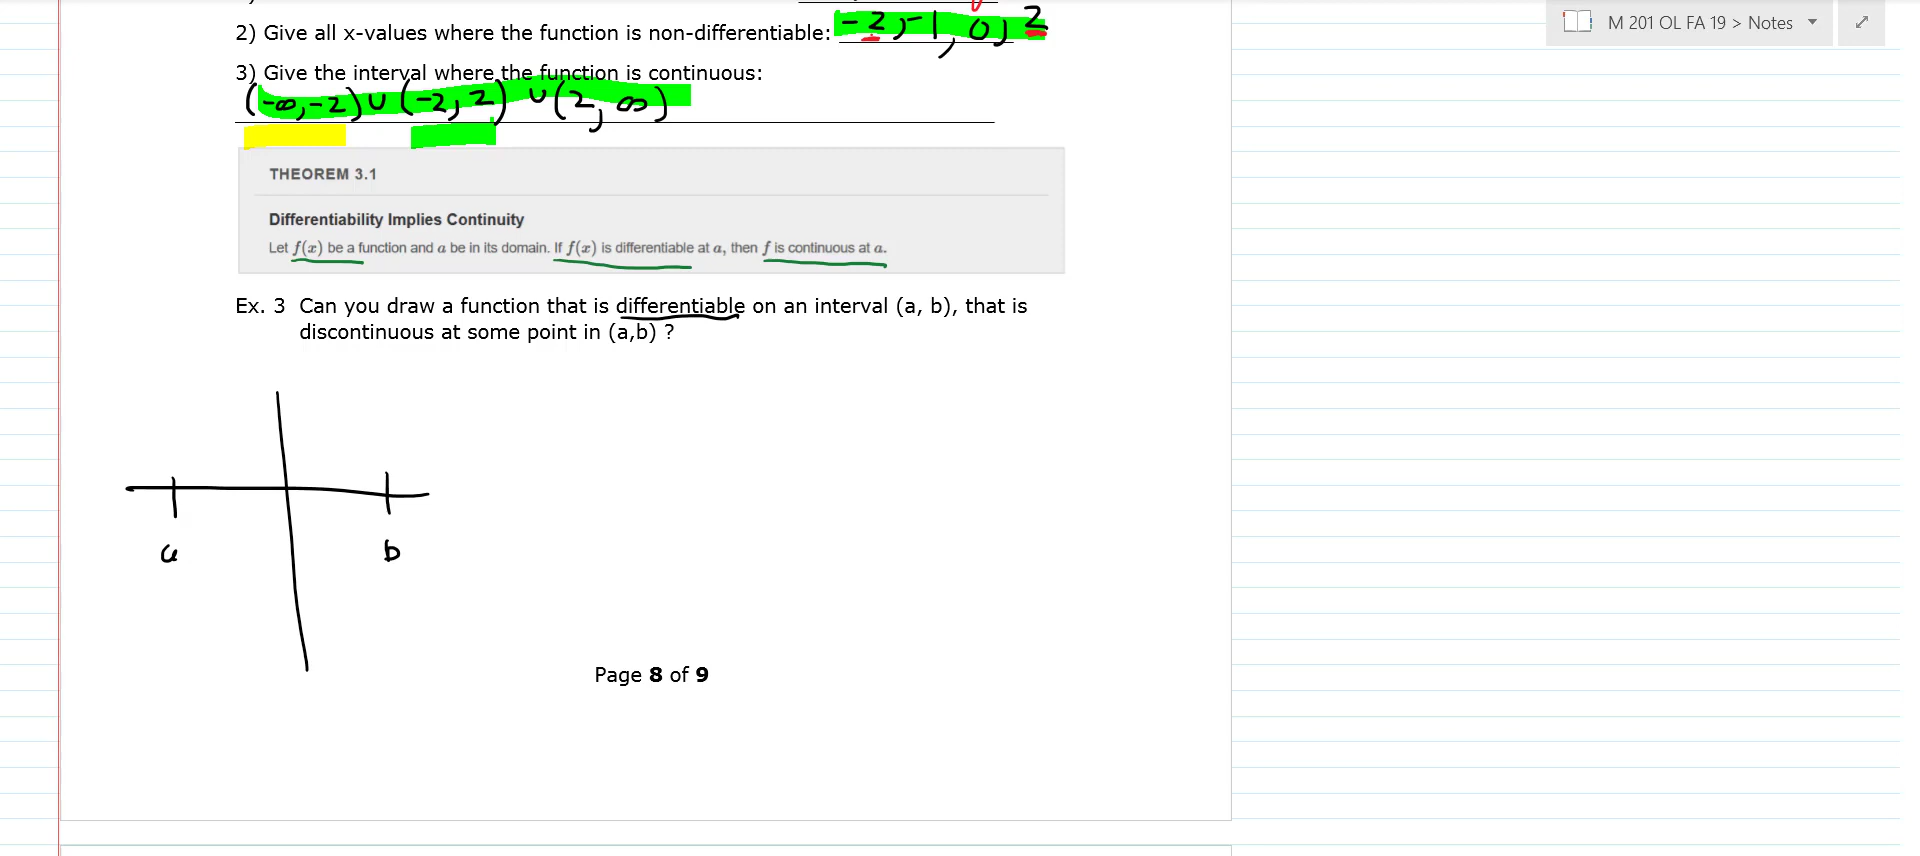 M 201 OL FA 19 > Notes
2) Give all x-values where the function is non-differentiable: -2, -1, 0, 2
3) Give the interval where the function is continuous:
(-∞, -2) ∪ (-2, 2) ∪ (2, ∞)
THEOREM 3.1
Differentiability Implies Continuity
Let f(x) be a function and a be in its domain. If f(x) is differentiable at a, then f is continuous at a.
Ex. 3 Can you draw a function that is differentiable on an interval (a, b), that is
discontinuous at some point in (a,b) ?
a b
Page 8 of 9